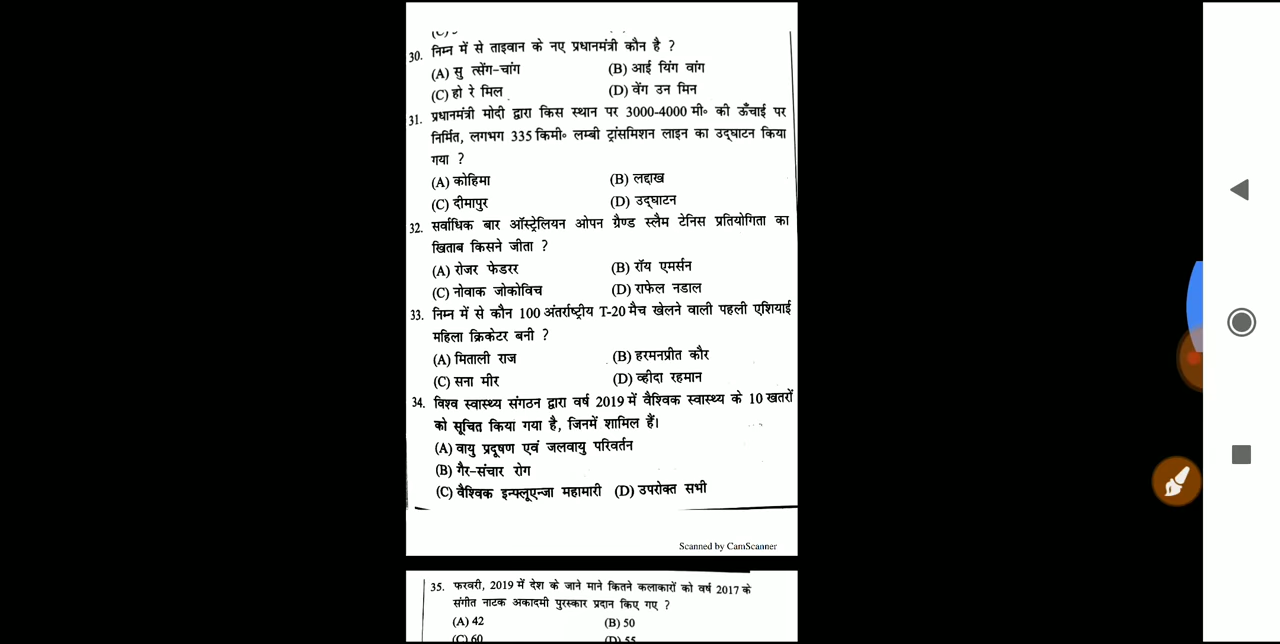 30. निम्न में से ताइवान के नए प्रधानमंत्री कौन है ?
(A) सु त्सेंग-चांग (B) आई यिंग वांग
(C) हो रे मिल (D) वेंग उन मिन
31. प्रधानमंत्री मोदी द्वारा किस स्थान पर 3000-4000 मी० की ऊँचाई पर
निर्मित, लगभग 335 किमी० लम्बी ट्रांसमिशन लाइन का उद्घाटन किया
गया ?
(A) कोहिमा (B) लद्दाख
(C) दीमापुर (D) उद्घाटन
32. सर्वाधिक बार ऑस्ट्रेलियन ओपन ग्रैण्ड स्लैम टेनिस प्रतियोगिता का
खिताब किसने जीता ?
(A) रोजर फेडरर (B) रॉय एमर्सन
(C) नोवाक जोकोविच (D) राफेल नडाल
33. निम्न में से कौन 100 अंतर्राष्ट्रीय T-20 मैच खेलने वाली पहली एशियाई
महिला क्रिकेटर बनी ?
(A) मिताली राज (B) हरमनप्रीत कौर
(C) सना मीर (D) व्हीदा रहमान
34. विश्व स्वास्थ्य संगठन द्वारा वर्ष 2019 में वैश्विक स्वास्थ्य के 10 खतरों
को सूचित किया गया है, जिनमें शामिल हैं।
(A) वायु प्रदूषण एवं जलवायु परिवर्तन
(B) गैर-संचार रोग
(C) वैश्विक इन्फ्लूएन्जा महामारी (D) उपरोक्त सभी
Scanned by CamScanner
35. फरवरी, 2019 में देश के जाने माने कितने कलाकारों को वर्ष 2017 के
संगीत नाटक अकादमी पुरस्कार प्रदान किए गए ?
(A) 42 (B) 50
(C) 60 (D) 55